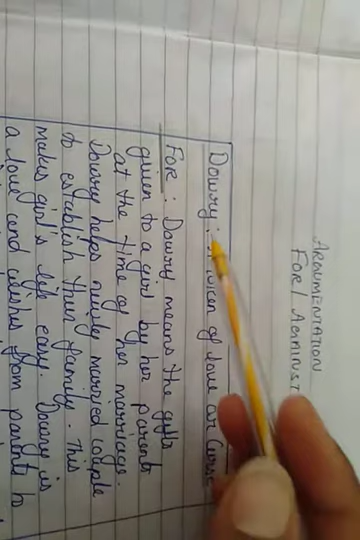 ARGUMENTATION
FOR / AGAINST
Dowry : A token of love or Curse
For : Dowry means the gifts
given to a girl by her parents
at the time of her marriage.
Dowry helps newly married couple
to establish their family. This
makes girl's life easy. Dowry is
a love and wishes from parents to